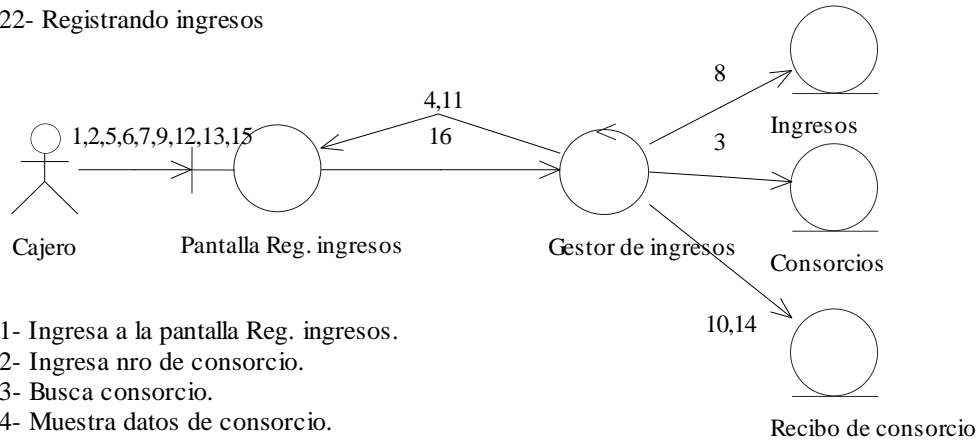 22- Registrando ingresos
8
4,11
1,2,5,6,7,9,12,13,15
16
Ingresos
3
Cajero
Pantalla Reg. ingresos
Gestor de ingresos
Consorcios
10,14
1- Ingresa a la pantalla Reg. ingresos.
2- Ingresa nro de consorcio.
3- Busca consorcio.
4- Muestra datos de consorcio.
Recibo de consorcio